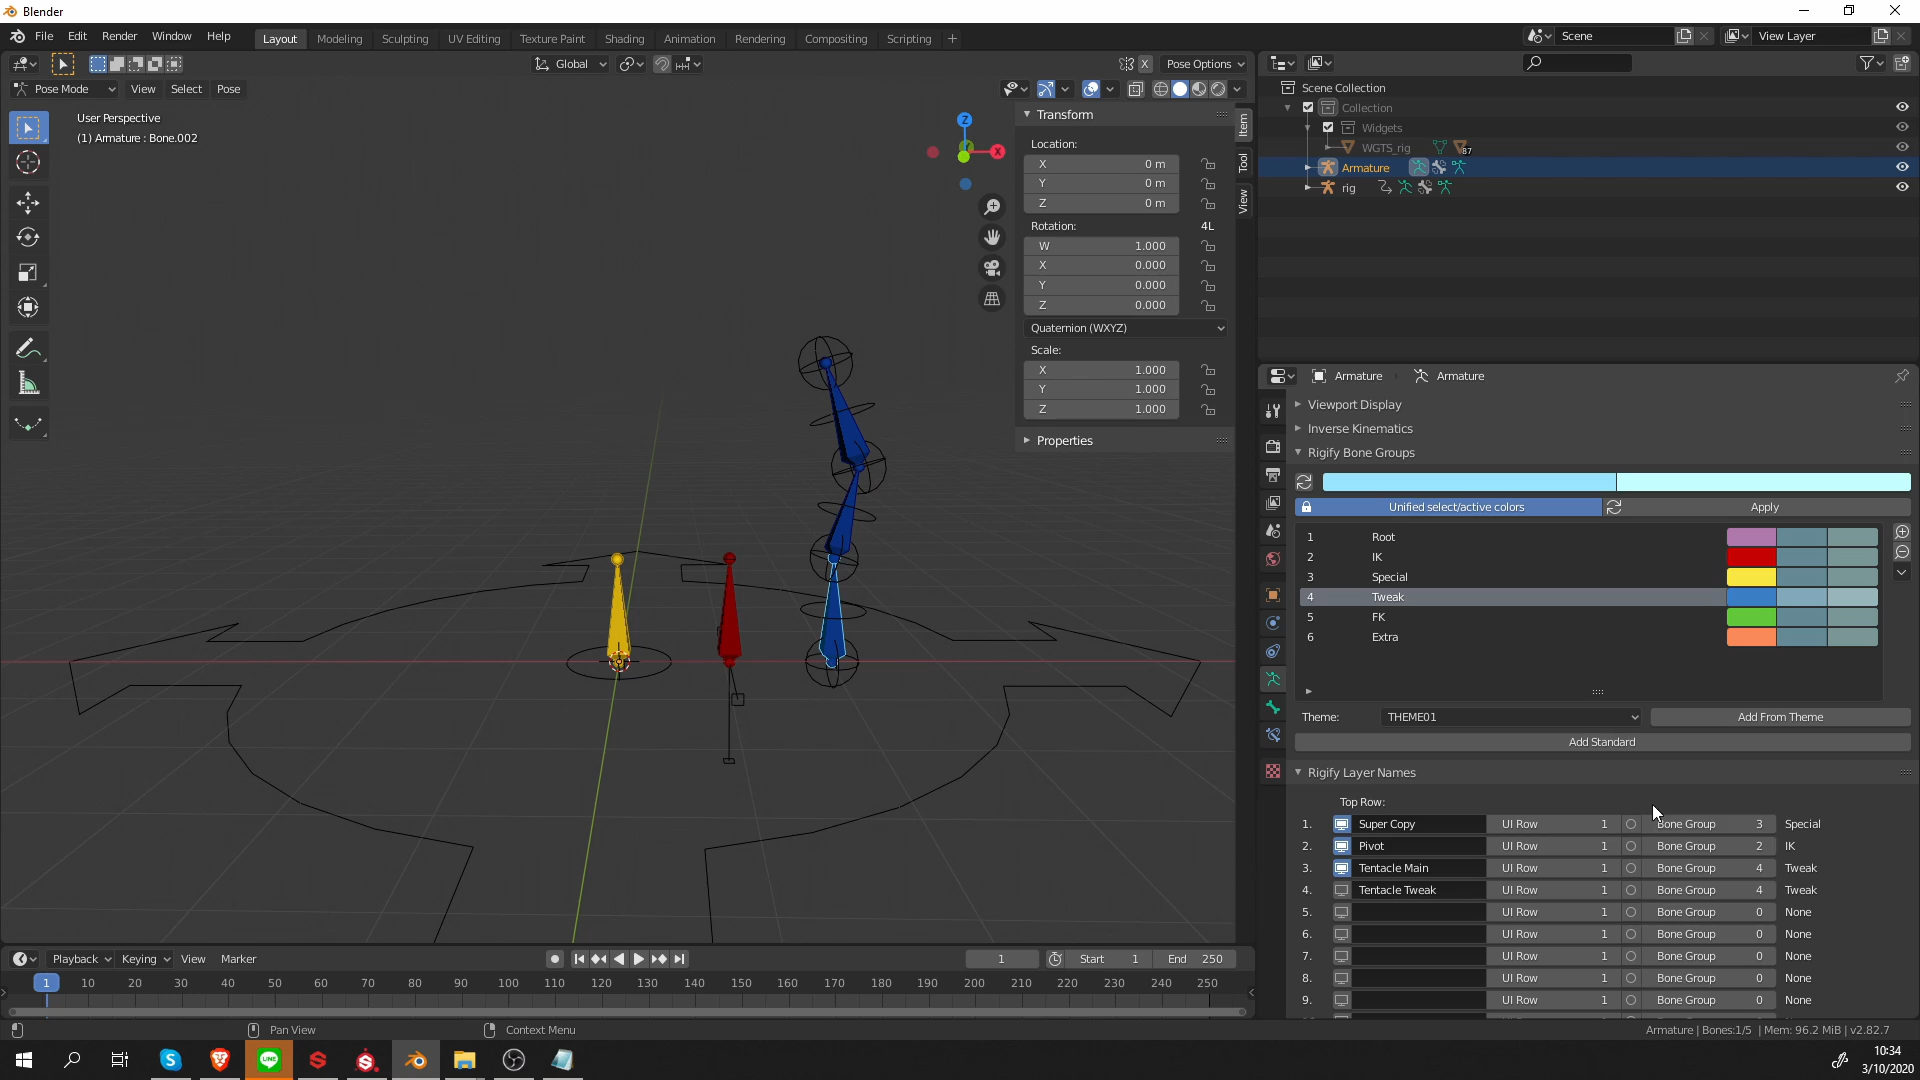 Blender
File Edit Render Window Help
Layout Modeling Sculpting UV Editing Texture Paint Shading Animation Rendering Compositing Scripting +
Scene
View Layer
Global
X
Pose Options
Pose Mode View Select Pose
User Perspective
(1) Armature : Bone.002
Z
X
Transform
Location:
X 0 m
Y 0 m
Z 0 m
Rotation: 4L
W 1.000
X 0.000
Y 0.000
Z 0.000
Quaternion (WXYZ)
Scale:
X 1.000
Y 1.000
Z 1.000
Properties
Item
Tool
View
Scene Collection
Collection
Widgets
WGTS_rig 87
Armature
rig
Armature Armature
Viewport Display
Inverse Kinematics
Rigify Bone Groups
Unified select/active colors Apply
1 Root
2 IK
3 Special
4 Tweak
5 FK
6 Extra
Theme: THEME01 Add From Theme
Add Standard
Rigify Layer Names
Top Row:
1. Super Copy UI Row 1 Bone Group 3 Special
2. Pivot UI Row 1 Bone Group 2 IK
3. Tentacle Main UI Row 1 Bone Group 4 Tweak
4. Tentacle Tweak UI Row 1 Bone Group 4 Tweak
5. UI Row 1 Bone Group 0 None
6. UI Row 1 Bone Group 0 None
7. UI Row 1 Bone Group 0 None
8. UI Row 1 Bone Group 0 None
9. UI Row 1 Bone Group 0 None
Playback Keying View Marker
1 Start 1 End 250
1 10 20 30 40 50 60 70 80 90 100 110 120 130 140 150 160 170 180 190 200 210 220 230 240 250
Pan View
Context Menu
Armature | Bones:1/5 | Mem: 96.2 MiB | v2.82.7
LINE
10:34
3/10/2020